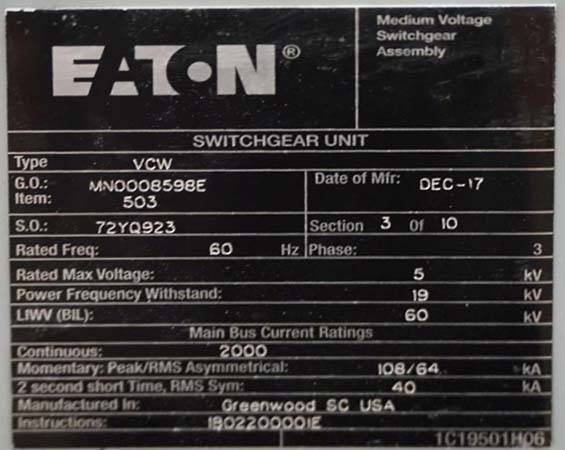 EATON®
Medium Voltage
Switchgear
Assembly
SWITCHGEAR UNIT
Type VCW
G.O.: MN0008598E Date of Mfr: DEC-17
Item: 503
S.O.: 72YQ923 Section 3 Of 10
Rated Freq: 60 Hz Phase: 3
Rated Max Voltage: 5 kV
Power Frequency Withstand: 19 kV
LIWV (BIL): 60 kV
Main Bus Current Ratings
Continuous: 2000
Momentary: Peak/RMS Asymmetrical: 108/64 kA
2 second short Time, RMS Sym: 40 kA
Manufactured In: Greenwood SC USA
Instructions: IB02200001E
1C19501H06